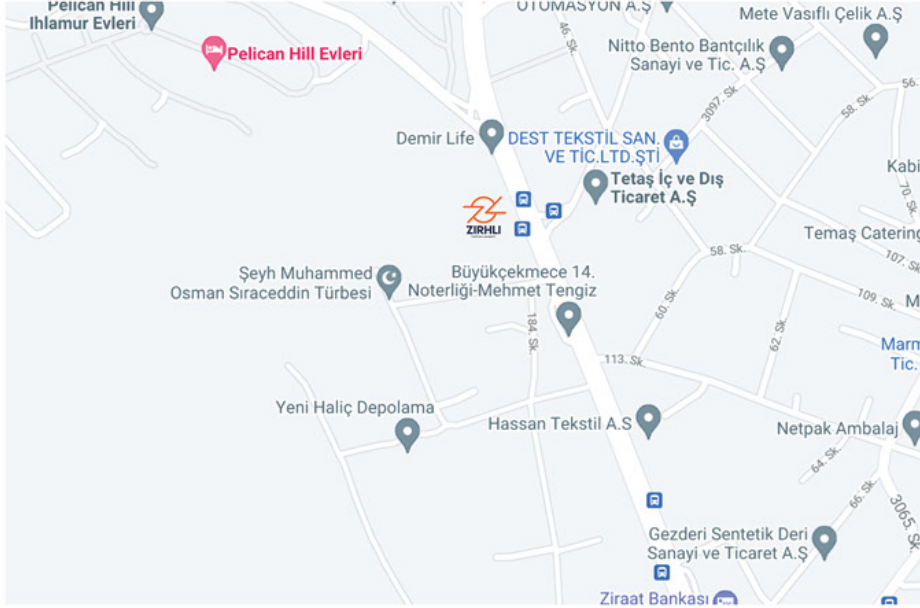 Pelican Hill
Ihlamur Evleri
OTOMASYON A.Ş
Mete Vasıflı Çelik A.Ş
Pelican Hill Evleri
Nitto Bento Bantçılık
Sanayi ve Tic. A.Ş
46. Sk.
3097. Sk
58. Sk.
56.
Demir Life
DEST TEKSTİL SAN.
VE TİC.LTD.ŞTİ
Tetaş İç ve Dış
Ticaret A.Ş
Kabi
70. Sk.
ZIRHLI
Temaş Catering
58. Sk.
107. Sk.
Şeyh Muhammed
Osman Sıraceddin Türbesi
Büyükçekmece 14.
Noterliği-Mehmet Tengiz
109. Sk.
M
60. Sk.
184. Sk.
62. Sk.
Marm
Tic.
113. Sk.
Yeni Haliç Depolama
Hassan Tekstil A.S
Netpak Ambalaj
64. Sk.
66. Sk.
3065. Sk
Gezderi Sentetik Deri
Sanayi ve Ticaret A.Ş
Ziraat Bankası